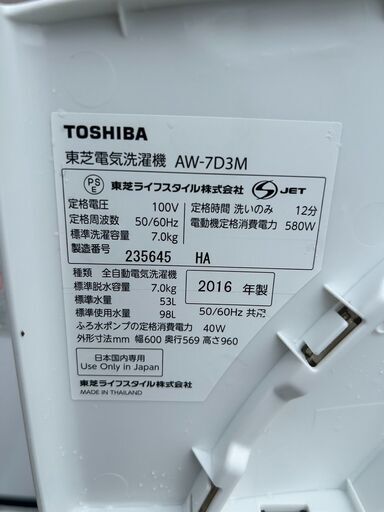 TOSHIBA
東芝電気洗濯機 AW-7D3M
PS E 東芝ライフスタイル株式会社 S JET
定格電圧 100V 定格時間 洗いのみ 12分
定格周波数 50/60Hz 電動機定格消費電力 580W
標準洗濯容量 7.0kg
製造番号 235645 HA
種類 全自動電気洗濯機
標準脱水容量 7.0kg 2016 年製
標準水量 53L
標準使用水量 98L 50/60Hz 共用
ふろ水ポンプの定格消費電力 40W
外形寸法mm 幅600 奥行569 高さ960
日本国内専用
Use Only in Japan
東芝ライフスタイル株式会社
MADE IN THAILAND